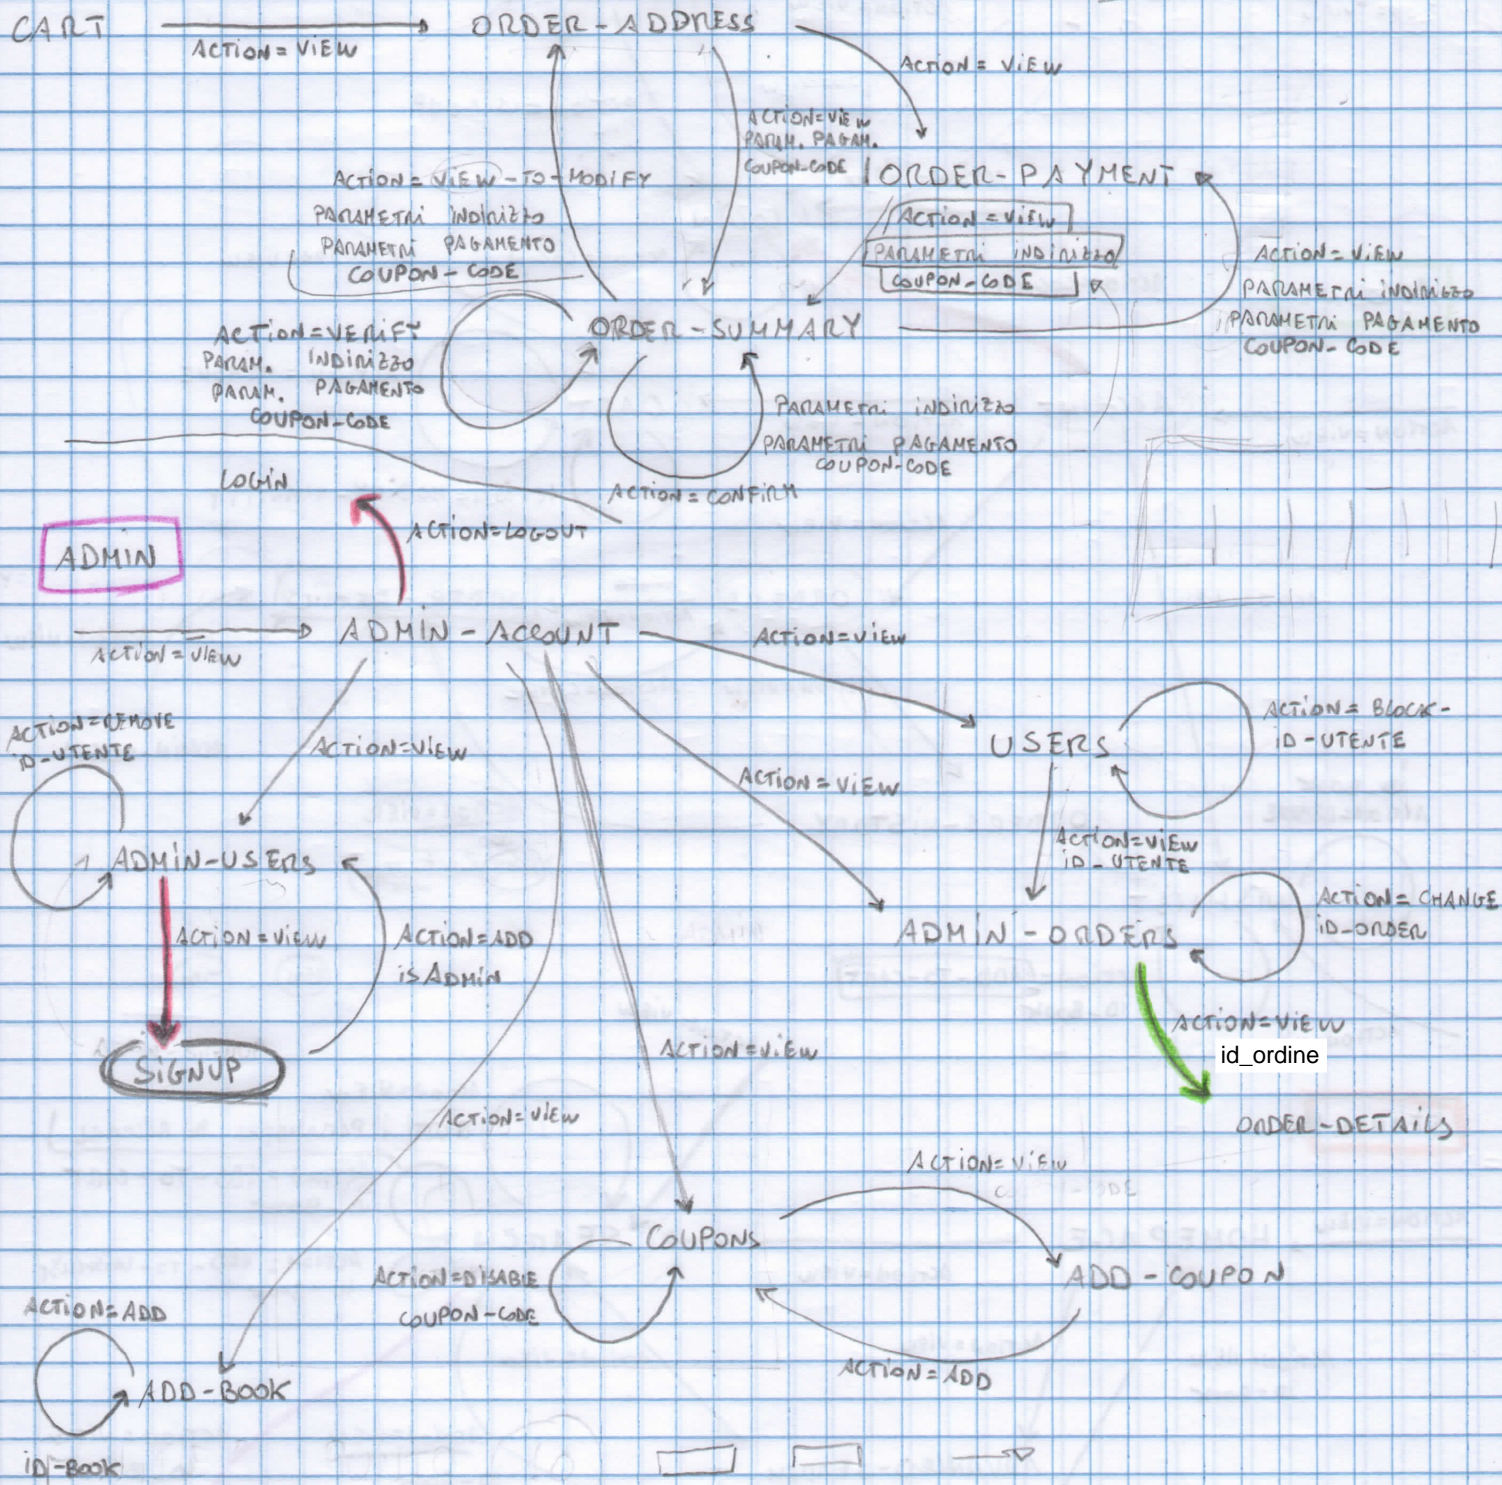 CART
ACTION=VIEW
ORDER-ADDRESS
ACTION= VIEW
ACTION=VIEW
PARAM. PAGAM.
COUPON-CODE
ACTION= VIEW-TO-MODIFY
PARAMETRI INDIRIZZO
PARAMETRI PAGAMENTO
COUPON-CODE
ORDER-PAYMENT
ACTION=VIEW
PARAMETRI INDIRIZZO
COUPON-CODE
ACTION=VIEW
PARAMETRI INDIRIZZO
PARAMETRI PAGAMENTO
COUPON-CODE
ORDER-SUMMARY
ACTION=VERIFY
PARAM. INDIRIZZO
PARAM. PAGAMENTO
COUPON-CODE
PARAMETRI INDIRIZZO
PARAMETRI PAGAMENTO
COUPON-CODE
ACTION=CONFIRM
LOGIN
ACTION=LOGOUT
ADMIN
ACTION=VIEW
ADMIN-ACCOUNT
ACTION=VIEW
ACTION=REMOVE
ID-UTENTE
ACTION=VIEW
ACTION=VIEW
USERS
ACTION= BLOCK-
ID-UTENTE
ACTION=VIEW
ID-UTENTE
ADMIN-USERS
ACTION=VIEW
ACTION=ADD
isADMIN
SIGNUP
ADMIN-ORDERS
ACTION= CHANGE
ID-ORDER
ACTION=VIEW
id_ordine
ORDER-DETAILS
ACTION=VIEW
ACTION=VIEW
ACTION=VIEW
COUPONS
ACTION=DISABLE
COUPON-CODE
ADD-COUPON
ACTION=ADD
ACTION=ADD
ADD-BOOK
ID-BOOK